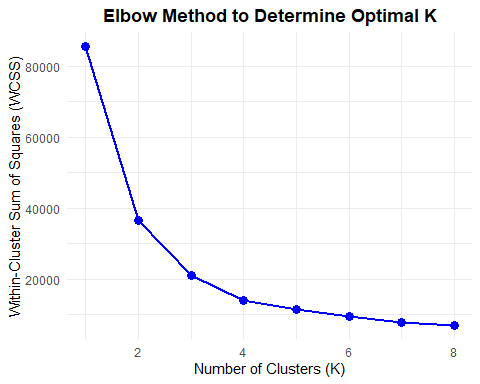 Elbow Method to Determine Optimal K
Within-Cluster Sum of Squares (WCSS)
80000
60000
40000
20000
2
4
6
8
Number of Clusters (K)